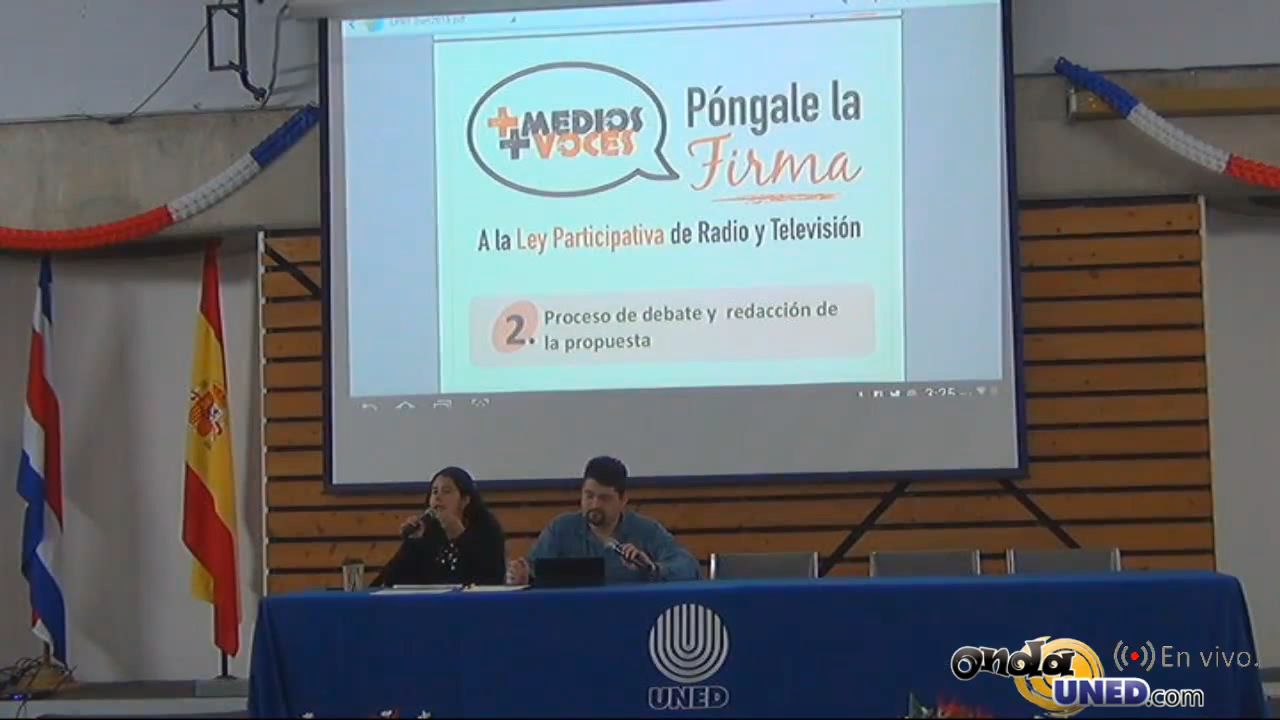 +MEDIOS
+VOCES
Póngale la
Firma
A la Ley Participativa de Radio y Televisión
2. Proceso de debate y redacción de
la propuesta
UNED
onda
UNED.com
En vivo.